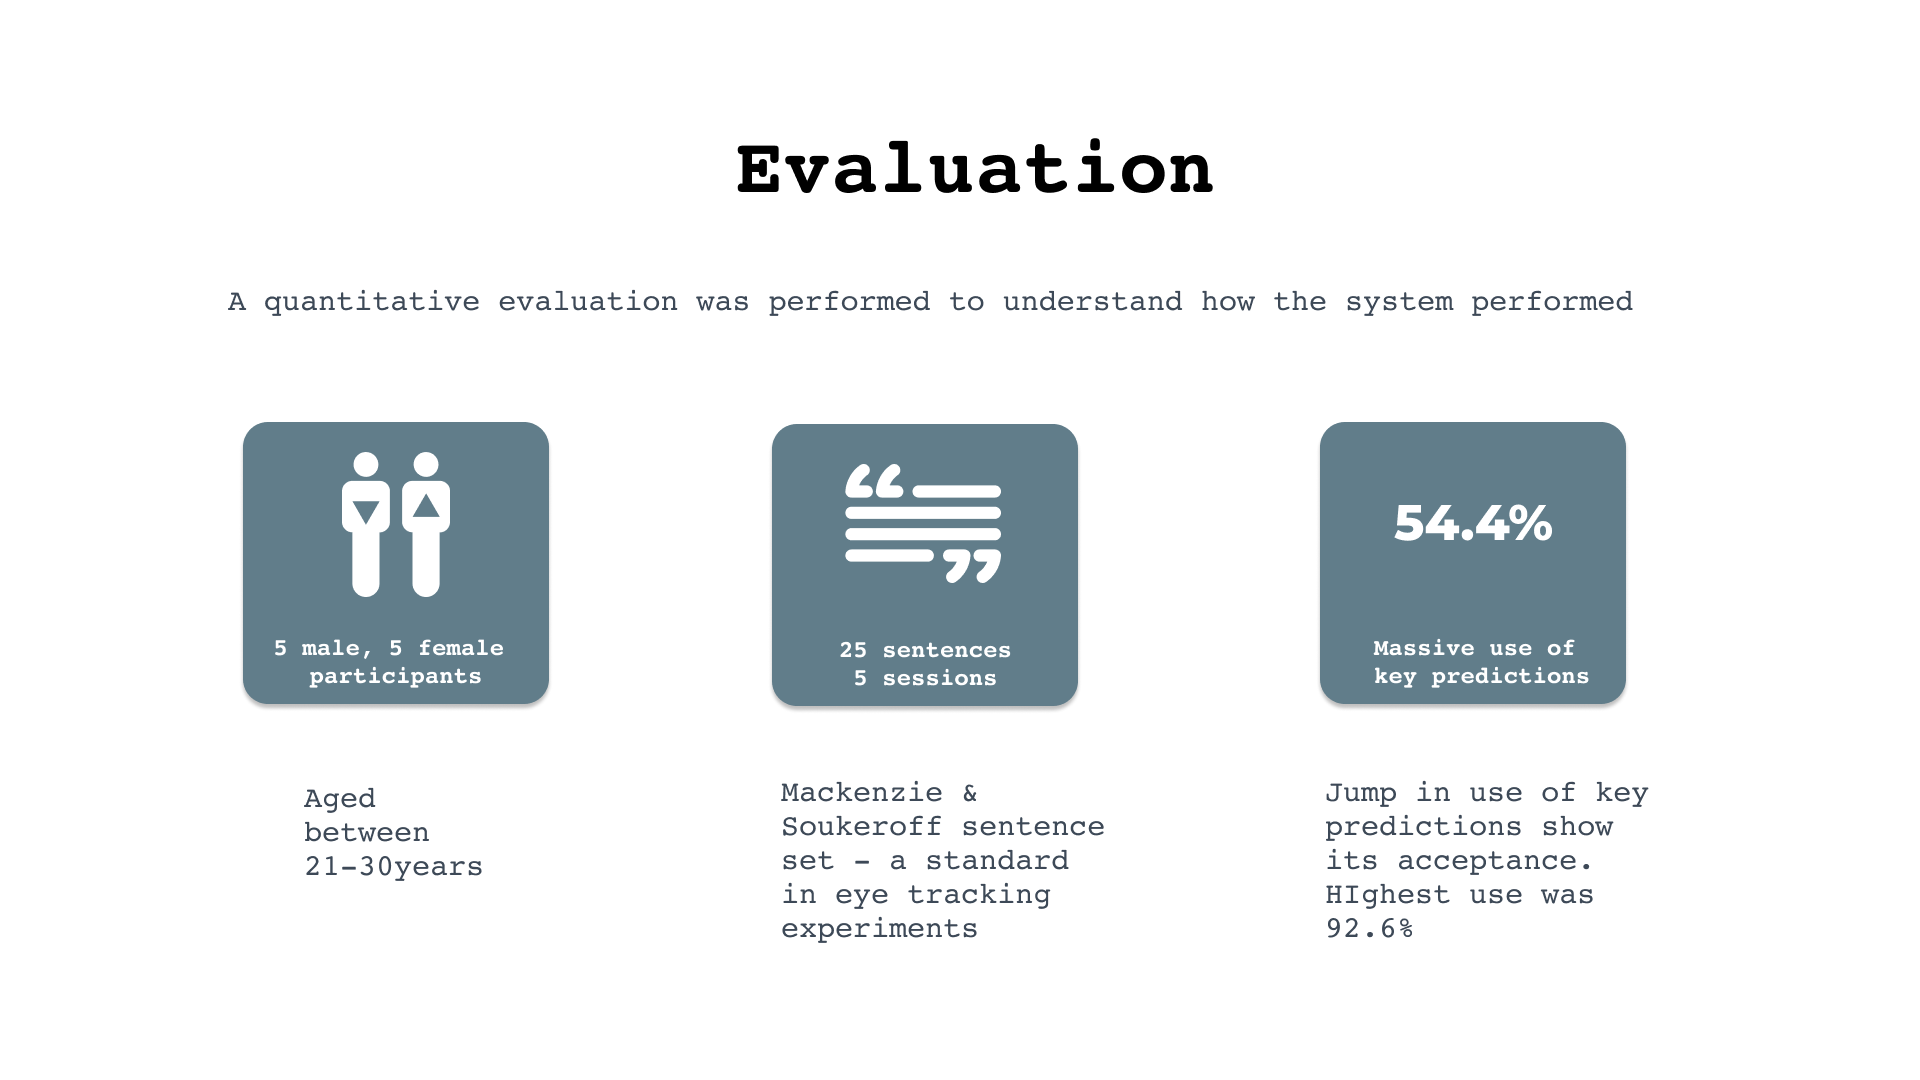 Evaluation
A quantitative evaluation was performed to understand how the system performed
5 male, 5 female
participants
25 sentences
5 sessions
54.4%
Massive use of
key predictions
Aged
between
21-30years
Mackenzie &
Soukeroff sentence
set - a standard
in eye tracking
experiments
Jump in use of key
predictions show
its acceptance.
HIghest use was
92.6%